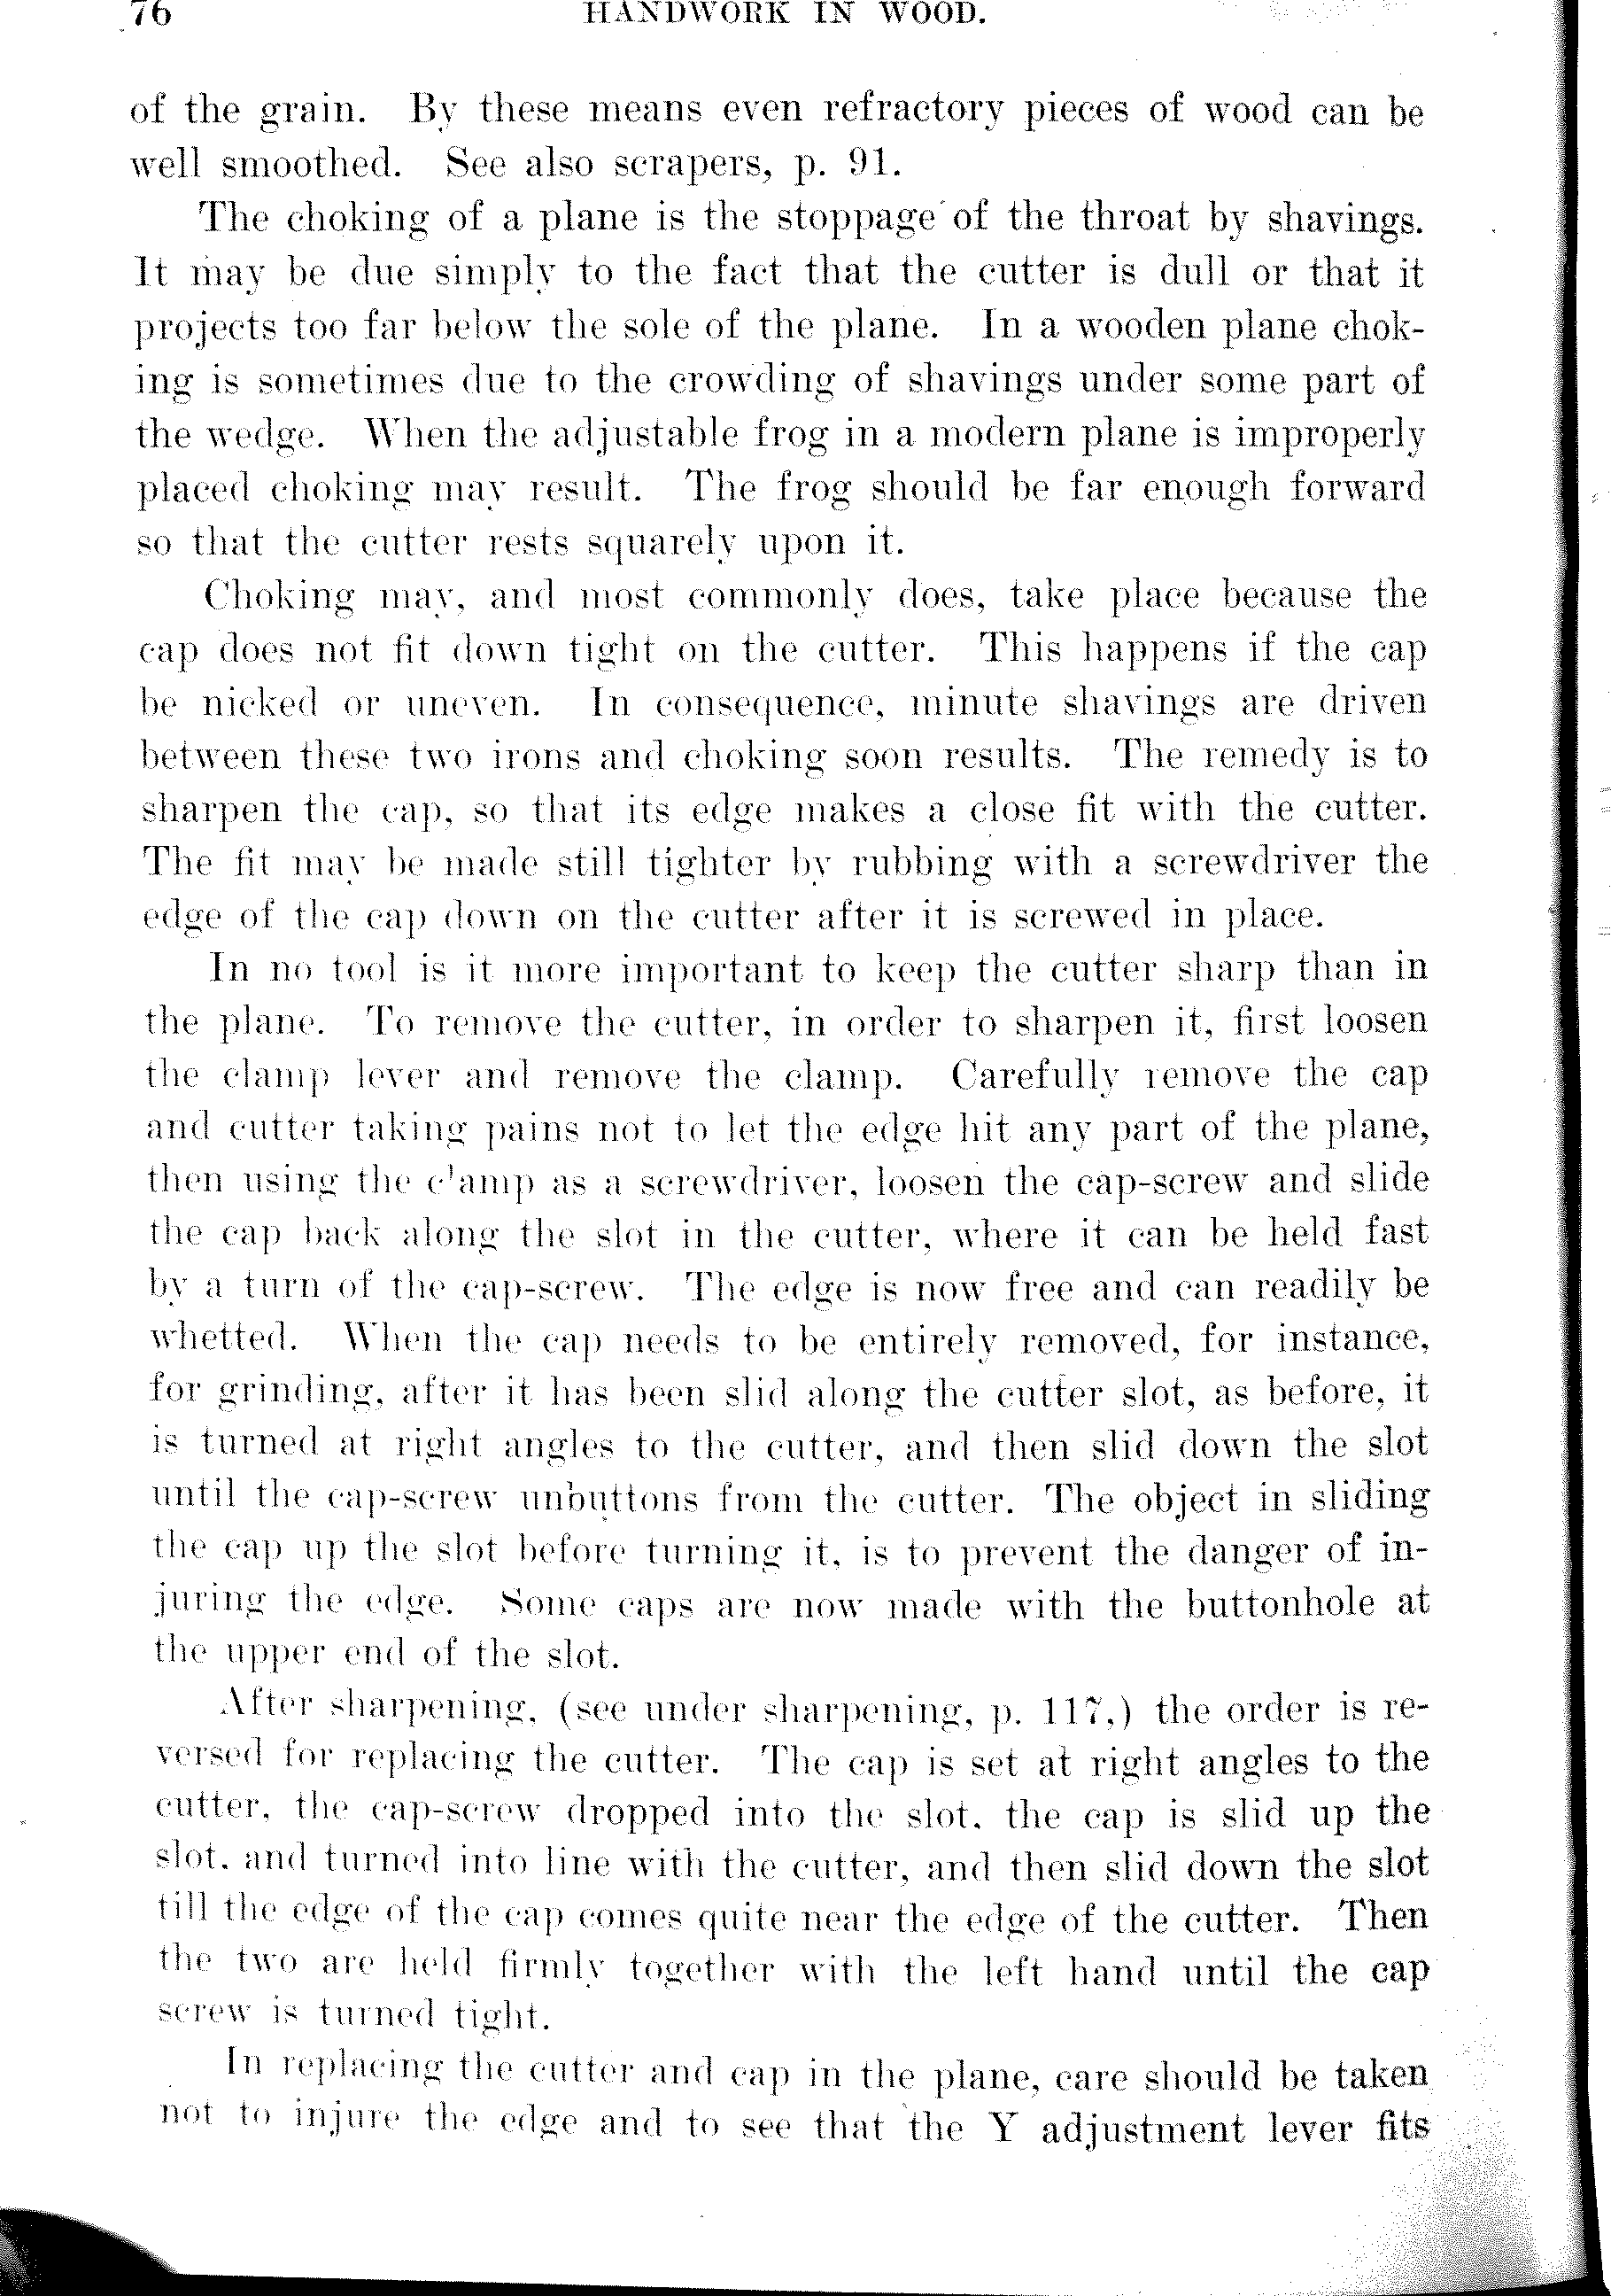 76 HANDWORK IN WOOD.
of the grain. By these means even refractory pieces of wood can be
well smoothed. See also scrapers, p. 91.
The choking of a plane is the stoppage of the throat by shavings.
It may be due simply to the fact that the cutter is dull or that it
projects too far below the sole of the plane. In a wooden plane chok-
ing is sometimes due to the crowding of shavings under some part of
the wedge. When the adjustable frog in a modern plane is improperly
placed choking may result. The frog should be far enough forward
so that the cutter rests squarely upon it.
Choking may, and most commonly does, take place because the
cap does not fit down tight on the cutter. This happens if the cap
be nicked or uneven. In consequence, minute shavings are driven
between these two irons and choking soon results. The remedy is to
sharpen the cap, so that its edge makes a close fit with the cutter.
The fit may be made still tighter by rubbing with a screwdriver the
edge of the cap down on the cutter after it is screwed in place.
In no tool is it more important to keep the cutter sharp than in
the plane. To remove the cutter, in order to sharpen it, first loosen
the clamp lever and remove the clamp. Carefully remove the cap
and cutter taking pains not to let the edge hit any part of the plane,
then using the clamp as a screwdriver, loosen the cap-screw and slide
the cap back along the slot in the cutter, where it can be held fast
by a turn of the cap-screw. The edge is now free and can readily be
whetted. When the cap needs to be entirely removed, for instance,
for grinding, after it has been slid along the cutter slot, as before, it
is turned at right angles to the cutter, and then slid down the slot
until the cap-screw unbuttons from the cutter. The object in sliding
the cap up the slot before turning it, is to prevent the danger of in-
juring the edge. Some caps are now made with the buttonhole at
the upper end of the slot.
After sharpening, (see under sharpening, p. 117,) the order is re-
versed for replacing the cutter. The cap is set at right angles to the
cutter, the cap-screw dropped into the slot, the cap is slid up the
slot, and turned into line with the cutter, and then slid down the slot
till the edge of the cap comes quite near the edge of the cutter. Then
the two are held firmly together with the left hand until the cap
screw is turned tight.
In replacing the cutter and cap in the plane, care should be taken
not to injure the edge and to see that the Y adjustment lever fits